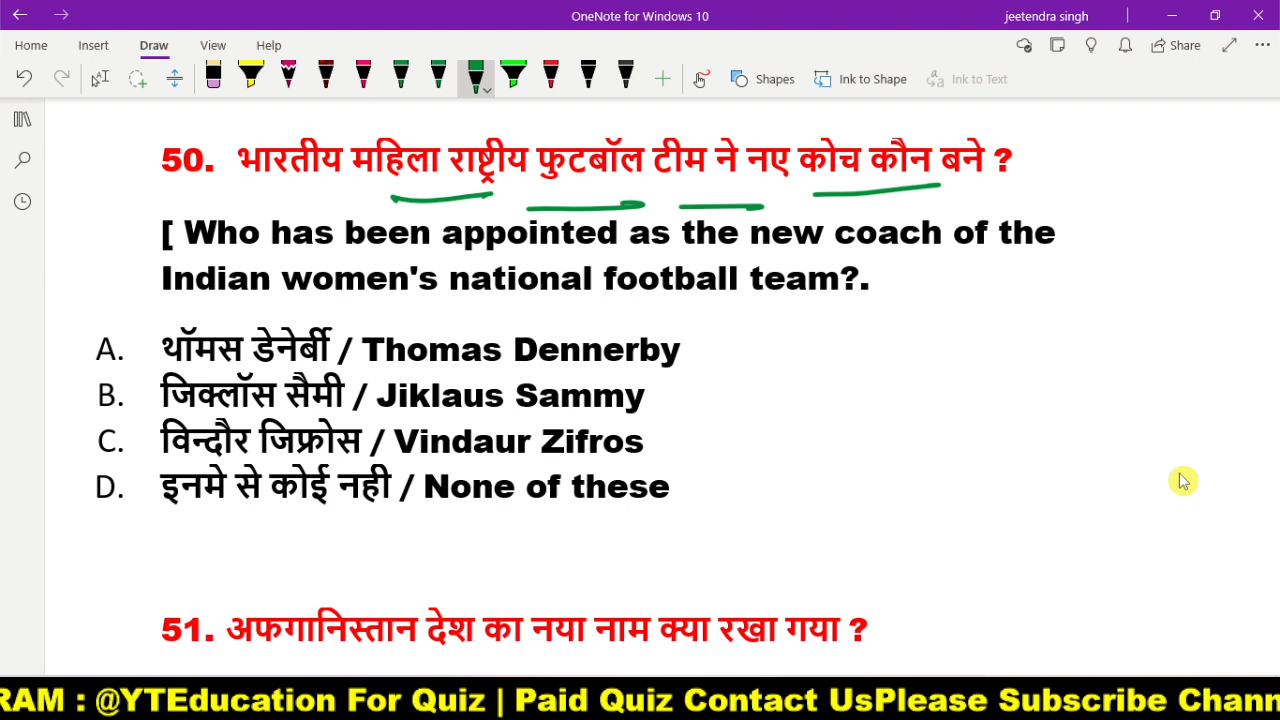 OneNote for Windows 10
jeetendra singh
Home Insert Draw View Help
Share
Shapes Ink to Shape Ink to Text
50. भारतीय महिला राष्ट्रीय फुटबॉल टीम ने नए कोच कौन बने ?
[ Who has been appointed as the new coach of the
Indian women's national football team?.
A. थॉमस डेनेर्बी / Thomas Dennerby
B. जिक्लॉस सैमी / Jiklaus Sammy
C. विन्दौर जिफ्रोस / Vindaur Zifros
D. इनमे से कोई नही / None of these
51. अफगानिस्तान देश का नया नाम क्या रखा गया ?
RAM : @YTEducation For Quiz | Paid Quiz Contact UsPlease Subscribe Chann